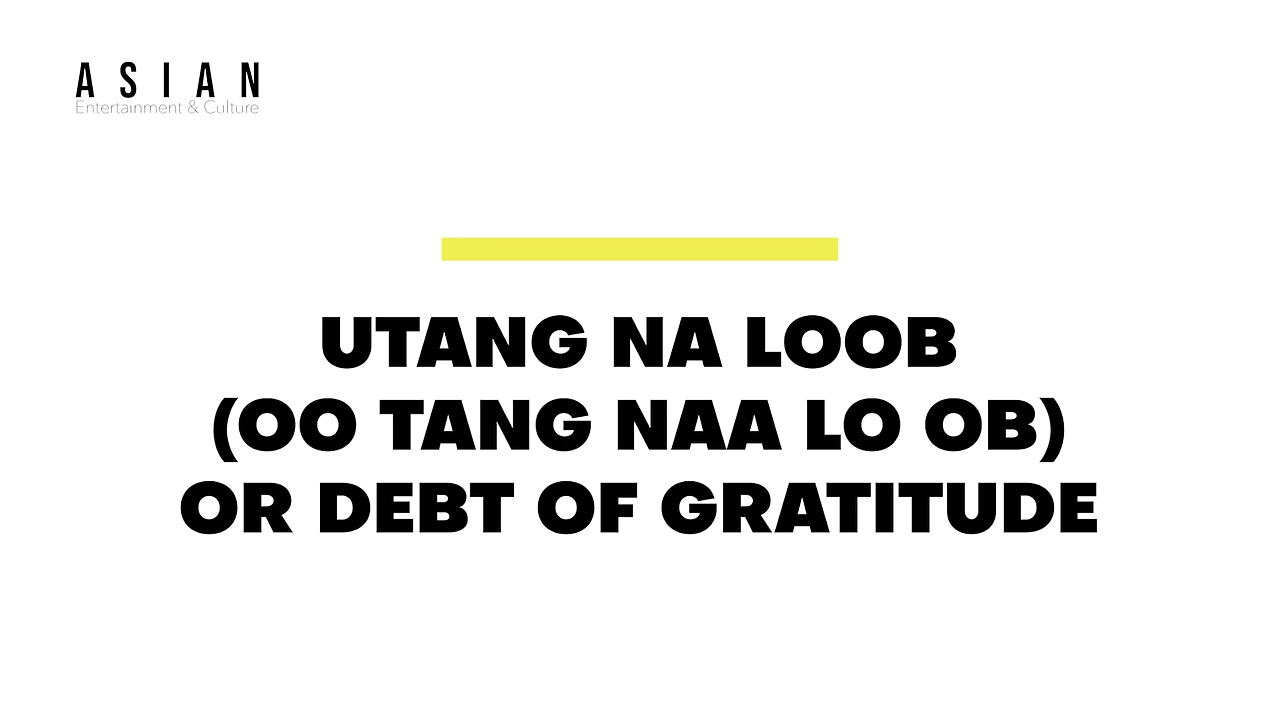 ASIAN
Entertainment & Culture
UTANG NA LOOB
(OO TANG NAA LO OB)
OR DEBT OF GRATITUDE